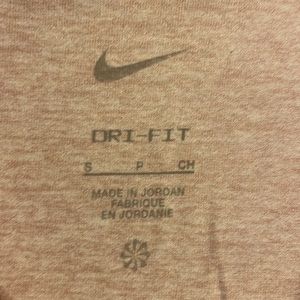 DRI-FIT
S P CH
MADE IN JORDAN
FABRIQUE
EN JORDANIE